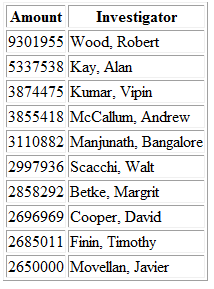 Amount Investigator
9301955 Wood, Robert
5337538 Kay, Alan
3874475 Kumar, Vipin
3855418 McCallum, Andrew
3110882 Manjunath, Bangalore
2997936 Scacchi, Walt
2858292 Betke, Margrit
2696969 Cooper, David
2685011 Finin, Timothy
2650000 Movellan, Javier